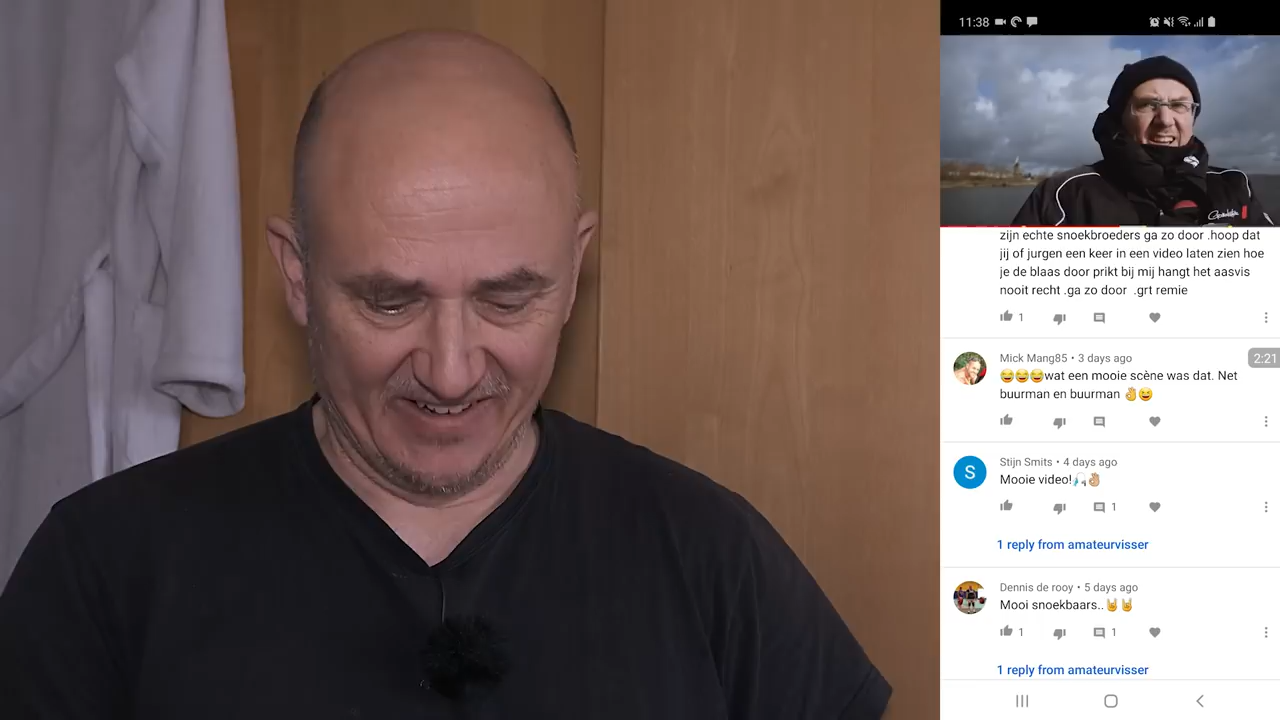 11:38
zijn echte snoekbroeders ga zo door .hoop dat
jij of jurgen een keer in een video laten zien hoe
je de blaas door prikt bij mij hangt het aasvis
nooit recht .ga zo door .grt remie
1
Mick Mang85 • 3 days ago
2:21
😂😂😂wat een mooie scène was dat. Net
buurman en buurman 👌😄
Stijn Smits • 4 days ago
S
Mooie video!🎣👌🏼
1
1 reply from amateurvisser
Dennis de rooy • 5 days ago
Mooi snoekbaars..🤘🤘
1
1
1 reply from amateurvisser